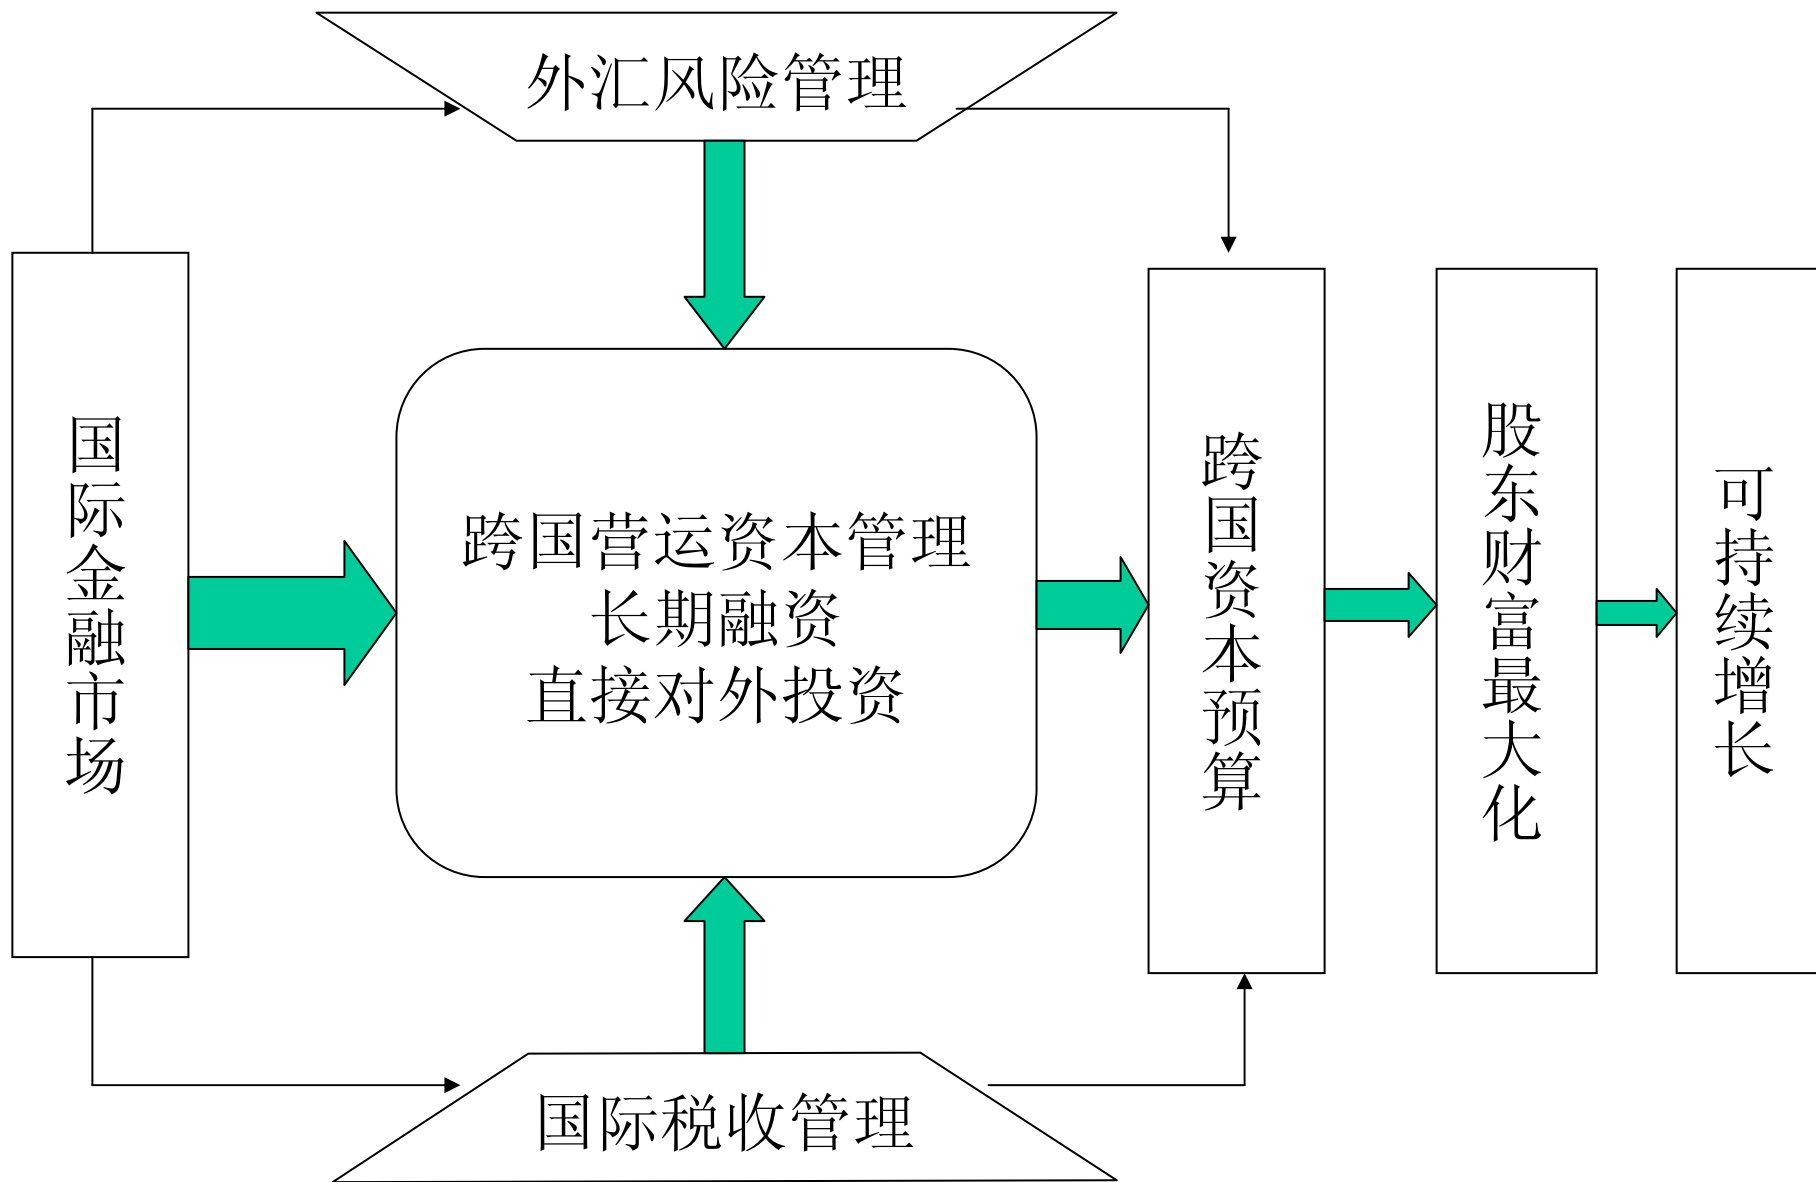 外汇风险管理
国际金融市场
跨国营运资本管理
长期融资
直接对外投资
跨国资本预算
股东财富最大化
可持续增长
国际税收管理